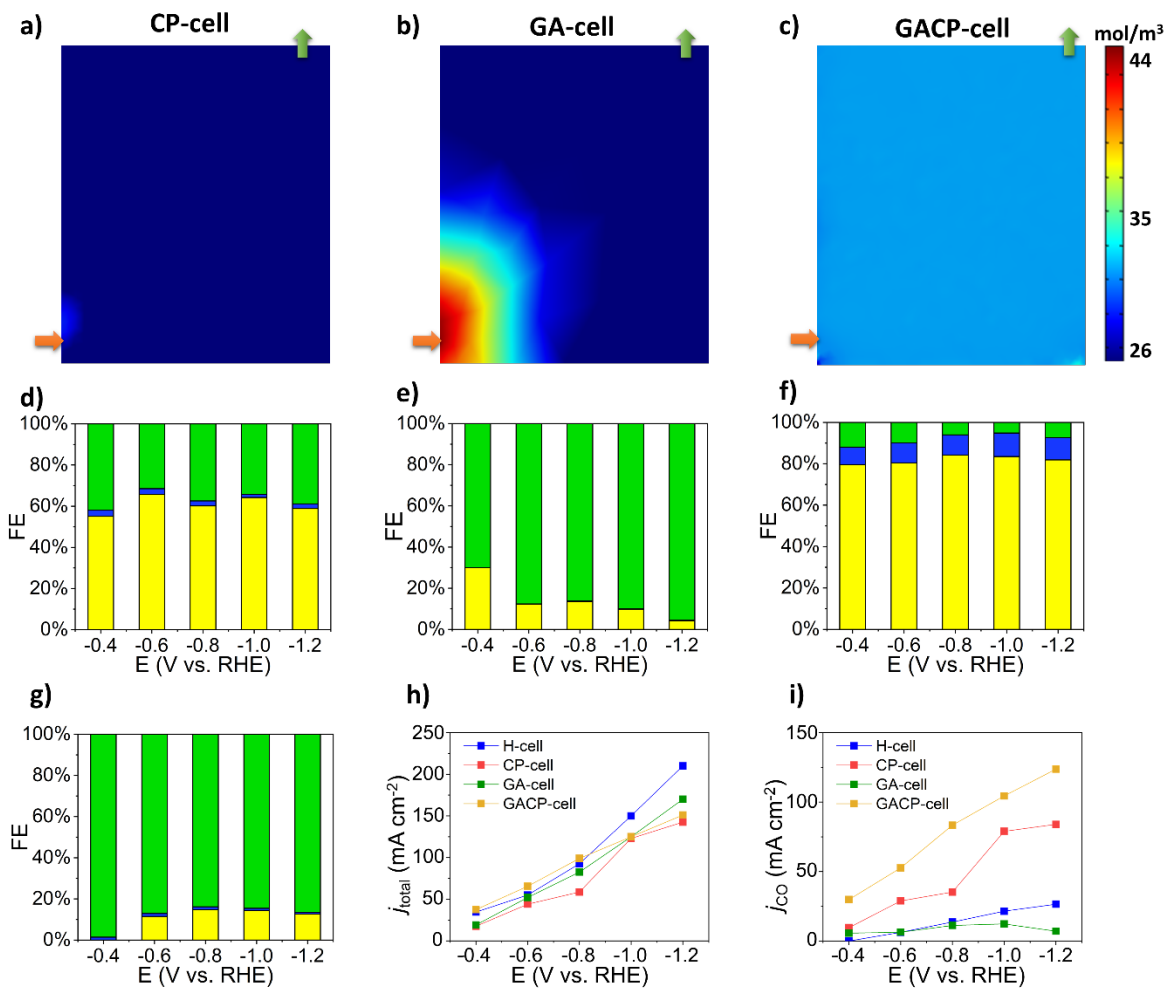 a) CP-cell
b) GA-cell
c) GACP-cell
mol/m³
44
35
26
d)
100%
80%
60%
40%
20%
0%
FE
-0.4 -0.6 -0.8 -1.0 -1.2
E (V vs. RHE)
e)
100%
80%
60%
40%
20%
0%
FE
-0.4 -0.6 -0.8 -1.0 -1.2
E (V vs. RHE)
f)
100%
80%
60%
40%
20%
0%
FE
-0.4 -0.6 -0.8 -1.0 -1.2
E (V vs. RHE)
g)
100%
80%
60%
40%
20%
0%
FE
-0.4 -0.6 -0.8 -1.0 -1.2
E (V vs. RHE)
h)
250
200
150
100
50
0
j_total (mA cm⁻²)
H-cell
CP-cell
GA-cell
GACP-cell
-0.4 -0.6 -0.8 -1.0 -1.2
E (V vs. RHE)
i)
150
100
50
0
j_CO (mA cm⁻²)
H-cell
CP-cell
GA-cell
GACP-cell
-0.4 -0.6 -0.8 -1.0 -1.2
E (V vs. RHE)